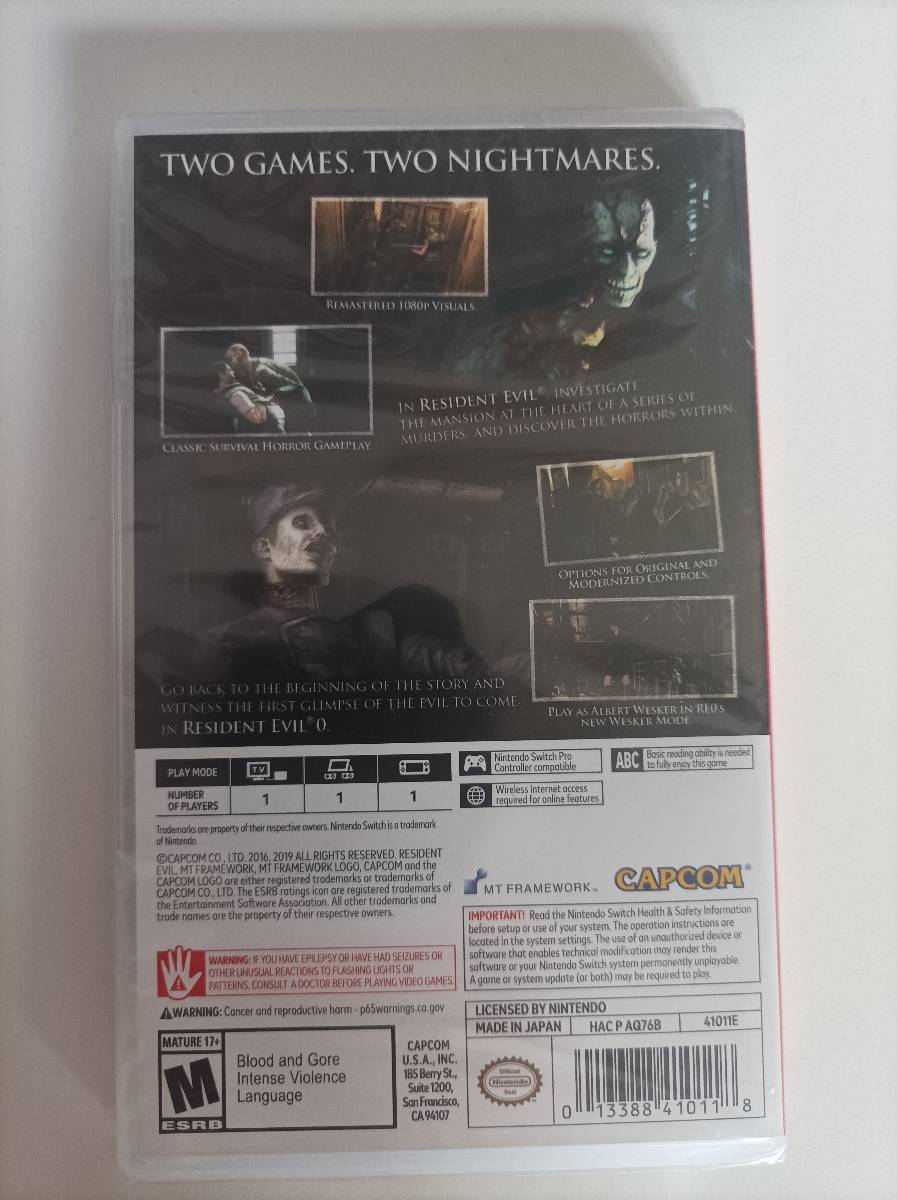 TWO GAMES. TWO NIGHTMARES.
REMASTERED 1080P VISUALS.
CLASSIC SURVIVAL HORROR GAMEPLAY.
IN RESIDENT EVIL®, INVESTIGATE
THE MANSION AT THE HEART OF A SERIES OF
MURDERS, AND DISCOVER THE HORRORS WITHIN.
OPTIONS FOR ORIGINAL AND
MODERNIZED CONTROLS.
GO BACK TO THE BEGINNING OF THE STORY AND
WITNESS THE FIRST GLIMPSE OF THE EVIL TO COME
IN RESIDENT EVIL® 0.
PLAY AS ALBERT WESKER IN RE0'S
NEW WESKER MODE.
PLAY MODE
TV
NUMBER
OF PLAYERS
1
1
1
Nintendo Switch Pro
Controller compatible
ABC
Basic reading ability is needed
to fully enjoy this game
Wireless Internet access
required for online features
Trademarks are property of their respective owners. Nintendo Switch is a trademark
of Nintendo.
©CAPCOM CO., LTD. 2016, 2019 ALL RIGHTS RESERVED. RESIDENT
EVIL, MT FRAMEWORK, MT FRAMEWORK LOGO, CAPCOM and the
CAPCOM LOGO are either registered trademarks or trademarks of
CAPCOM CO., LTD. The ESRB ratings icon are registered trademarks of
the Entertainment Software Association. All other trademarks and
trade names are the property of their respective owners.
MT FRAMEWORK™
CAPCOM®
IMPORTANT! Read the Nintendo Switch Health & Safety Information
before setup or use of your system. The operation instructions are
located in the system settings. The use of an unauthorized device or
software that enables technical modification may render this
software or your Nintendo Switch system permanently unplayable.
A game or system update (or both) may be required to play.
WARNING: IF YOU HAVE EPILEPSY OR HAVE HAD SEIZURES OR
OTHER UNUSUAL REACTIONS TO FLASHING LIGHTS OR
PATTERNS, CONSULT A DOCTOR BEFORE PLAYING VIDEO GAMES
WARNING: Cancer and reproductive harm - p65warnings.ca.gov
LICENSED BY NINTENDO
MADE IN JAPAN
HAC P AQ76B
41011E
MATURE 17+
M
ESRB
Blood and Gore
Intense Violence
Language
CAPCOM
U.S.A., INC.
185 Berry St.,
Suite 1200,
San Francisco,
CA 94107
Official
Nintendo
Seal
0 13388 41011 8